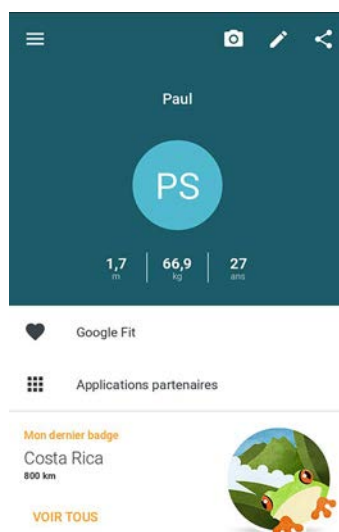 Paul
PS
1,7 66,9 27
m kg ans
Google Fit
Applications partenaires
Mon dernier badge
Costa Rica
800 km
VOIR TOUS